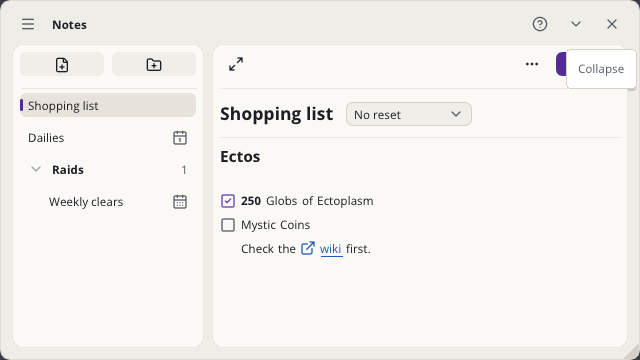 Notes
Collapse
Shopping list
Dailies
Raids 1
Weekly clears
Shopping list
No reset
Ectos
250 Globs of Ectoplasm
Mystic Coins
Check the wiki first.